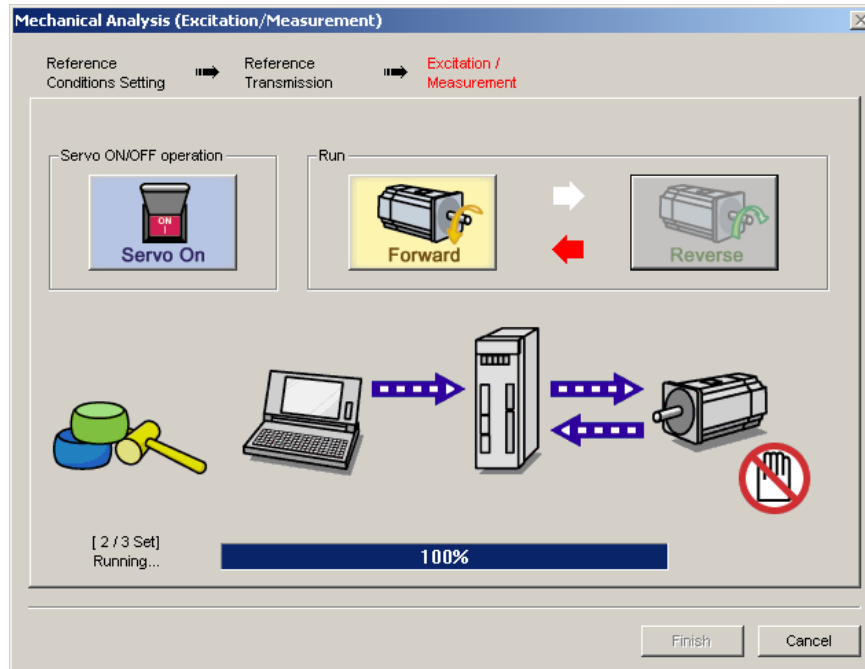 Mechanical Analysis (Excitation/Measurement)
Reference
Conditions Setting
Reference
Transmission
Excitation /
Measurement
Servo ON/OFF operation
ON
I
Servo On
Run
Forward
Reverse
[ 2 / 3 Set]
Running...
100%
Finish
Cancel